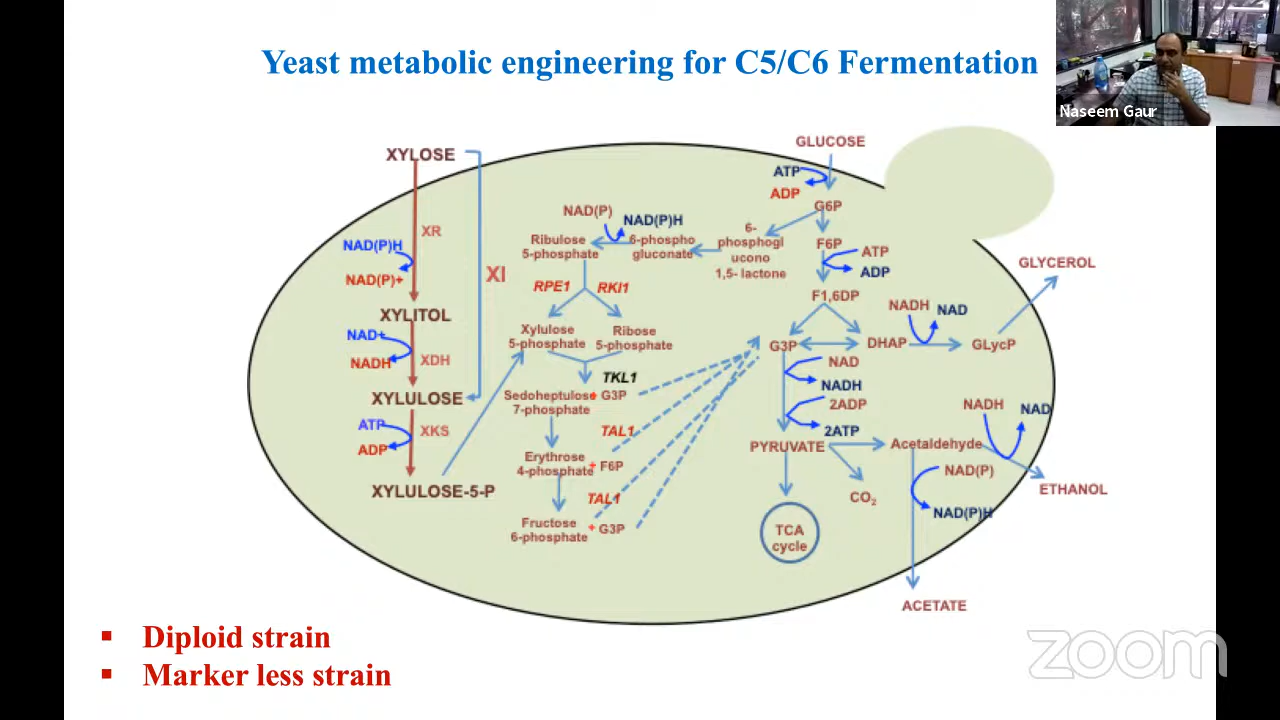 Yeast metabolic engineering for C5/C6 Fermentation
Naseem Gaur
XYLOSE
XR
NAD(P)H
NAD(P)+
XI
XYLITOL
NAD+
NADH
XDH
XYLULOSE
ATP
ADP
XKS
XYLULOSE-5-P
NAD(P)
NAD(P)H
Ribulose
5-phosphate
6-phospho
gluconate
6-
phosphogl
ucono
1,5- lactone
RPE1
RKI1
Xylulose
5-phosphate
Ribose
5-phosphate
TKL1
Sedoheptulose + G3P
7-phosphate
TAL1
Erythrose
4-phosphate + F6P
TAL1
Fructose
6-phosphate + G3P
GLUCOSE
ATP
ADP
G6P
F6P
ATP
ADP
F1,6DP
G3P
DHAP
NADH
NAD
GLycP
GLYCEROL
NAD
NADH
2ADP
2ATP
PYRUVATE
Acetaldehyde
NADH
NAD
ETHANOL
CO2
NAD(P)
NAD(P)H
TCA
cycle
ACETATE
▪ Diploid strain
▪ Marker less strain
zoom